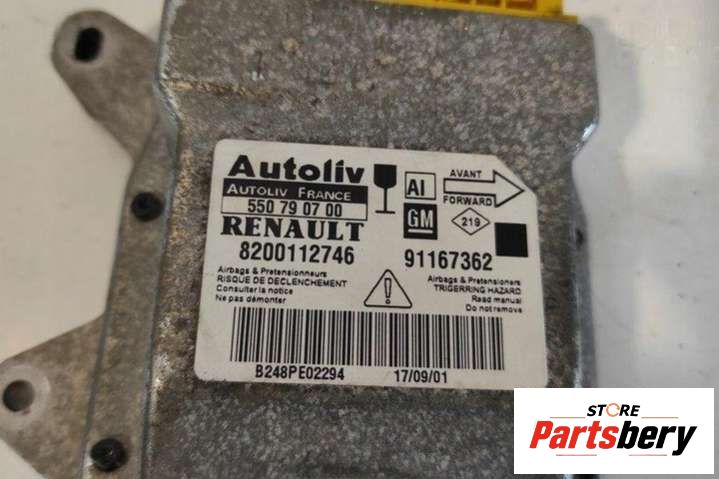 Autoliv
AUTOLIV FRANCE
550 79 07 00
RENAULT
8200112746
AI
GM
AVANT
FORWARD
219
91167362
Airbags & Pretensionneurs
RISQUE DE DECLENCHEMENT
Consulter la notice
Ne pas démonter
Airbags & Pretensioners
TRIGERRING HAZARD
Read manual
Do not remove
B248PE02294
17/09/01
STORE
Partsbery